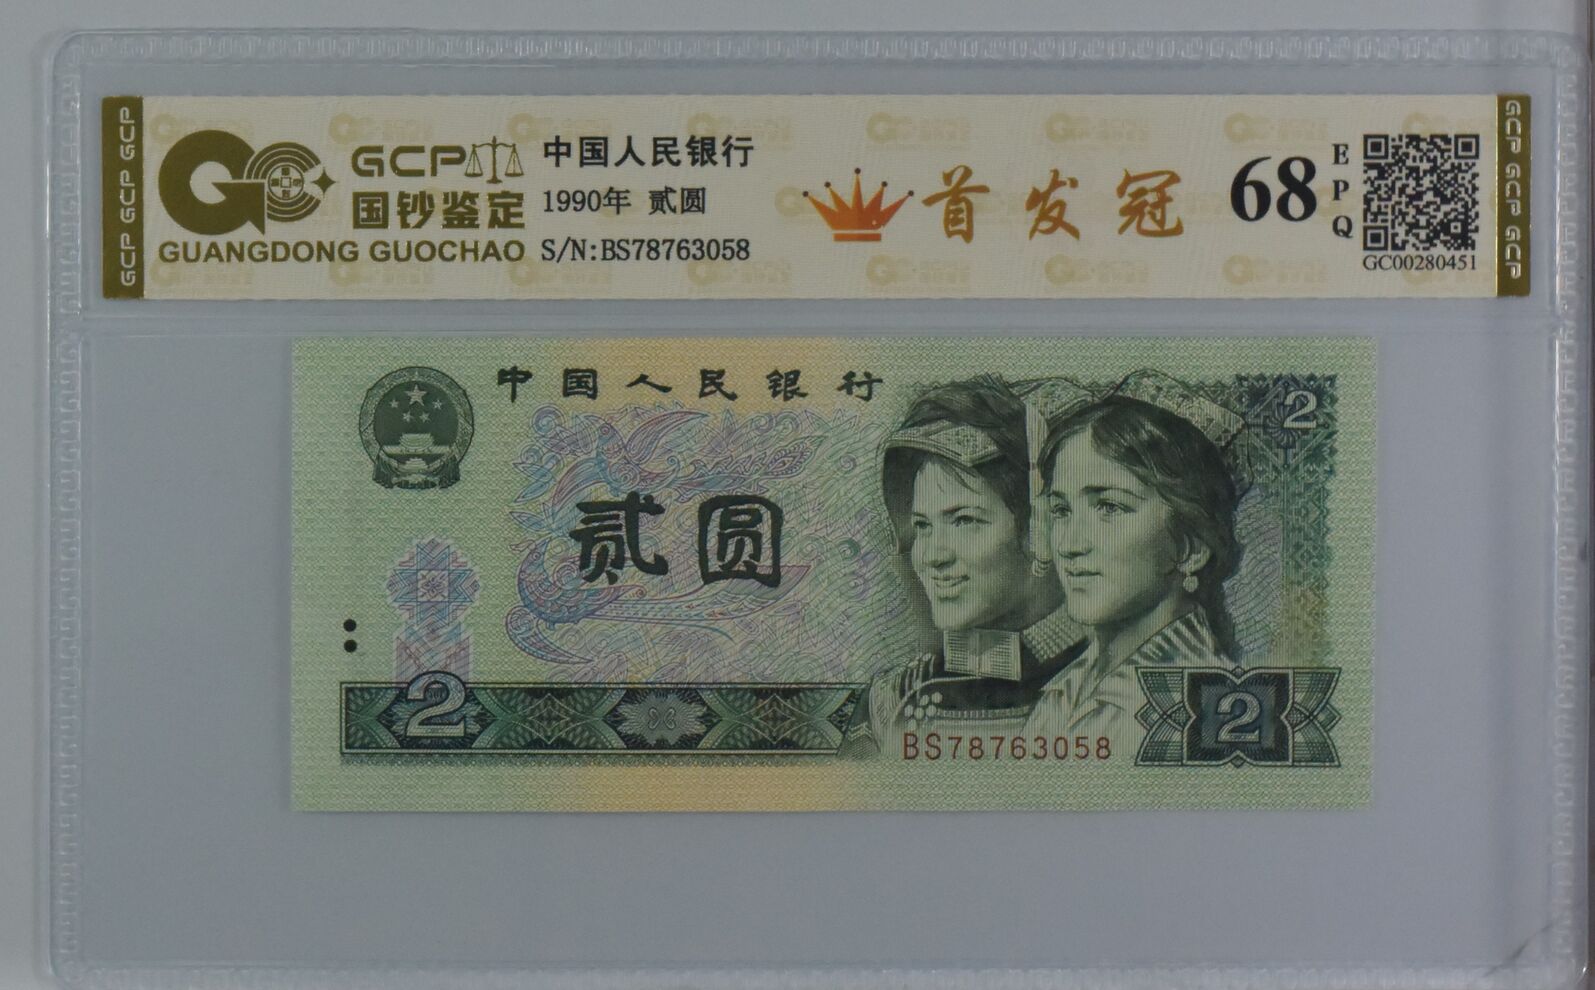 GCP GCP GCP
GCP
国钞鉴定
GUANGDONG GUOCHAO
中国人民银行
1990年 贰圆
S/N:BS78763058
首发冠
68
EPQ
GC00280451
GCP GCP GCP
中国人民银行
2
贰圆
2
BS78763058
2